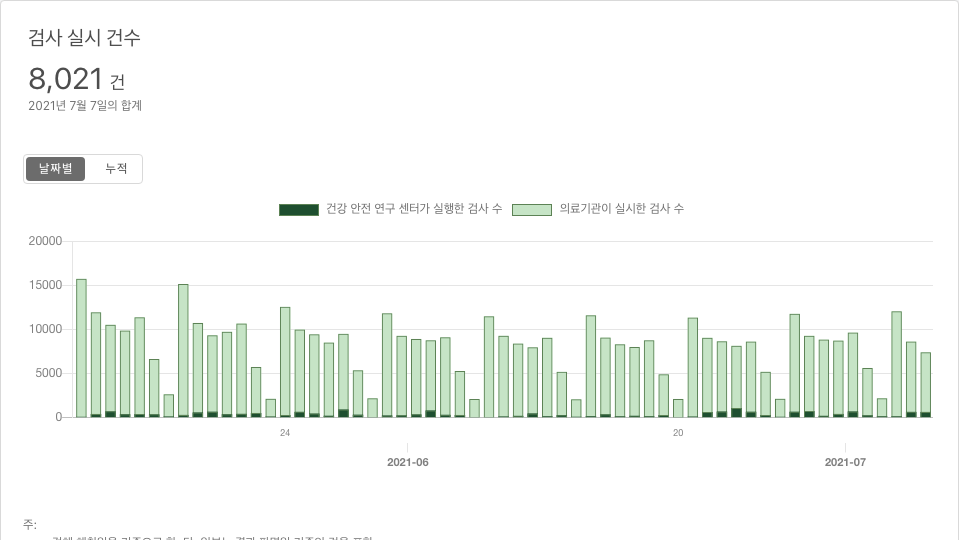 검사 실시 건수
8,021 건
2021년 7월 7일의 합계
날짜별 누적
건강 안전 연구 센터가 실행한 검사 수 의료기관이 실시한 검사 수
20000
15000
10000
5000
0
24 20
2021-06 2021-07
주: